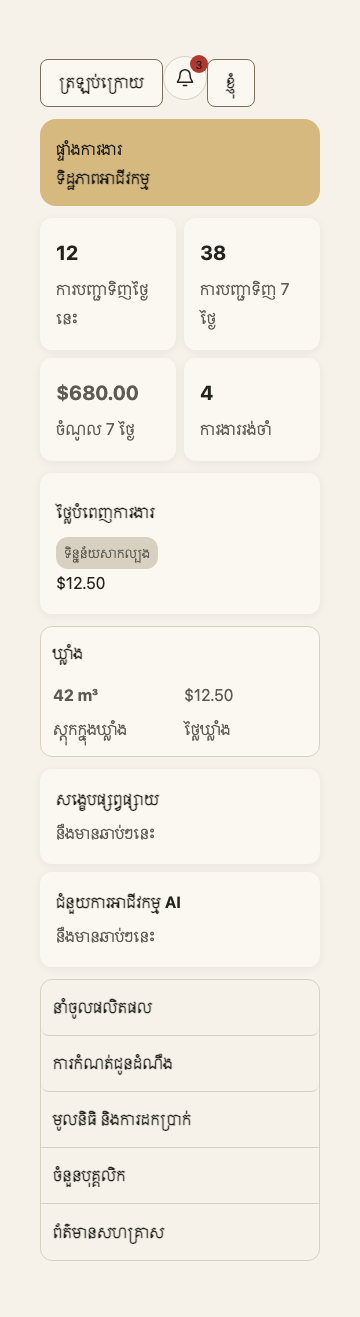 ត្រឡប់ក្រោយ
3
ខ្ញុំ
ផ្ទាំងការងារ
ទិដ្ឋភាពអាជីវកម្ម
12
ការបញ្ជាទិញថ្ងៃ
នេះ
38
ការបញ្ជាទិញ 7
ថ្ងៃ
$680.00
ចំណូល 7 ថ្ងៃ
4
ការងាររង់ចាំ
ថ្លៃបំពេញការងារ
ទិន្នន័យសាកល្បង
$12.50
ឃ្លាំង
42 m³
ស្តុកក្នុងឃ្លាំង
$12.50
ថ្លៃឃ្លាំង
សង្ខេបផ្សព្វផ្សាយ
នឹងមានឆាប់ៗនេះ
ជំនួយការអាជីវកម្ម AI
នឹងមានឆាប់ៗនេះ
នាំចូលផលិតផល
ការកំណត់ជូនដំណឹង
មូលនិធិ និងការដកប្រាក់
ចំនួនបុគ្គលិក
ព័ត៌មានសហគ្រាស